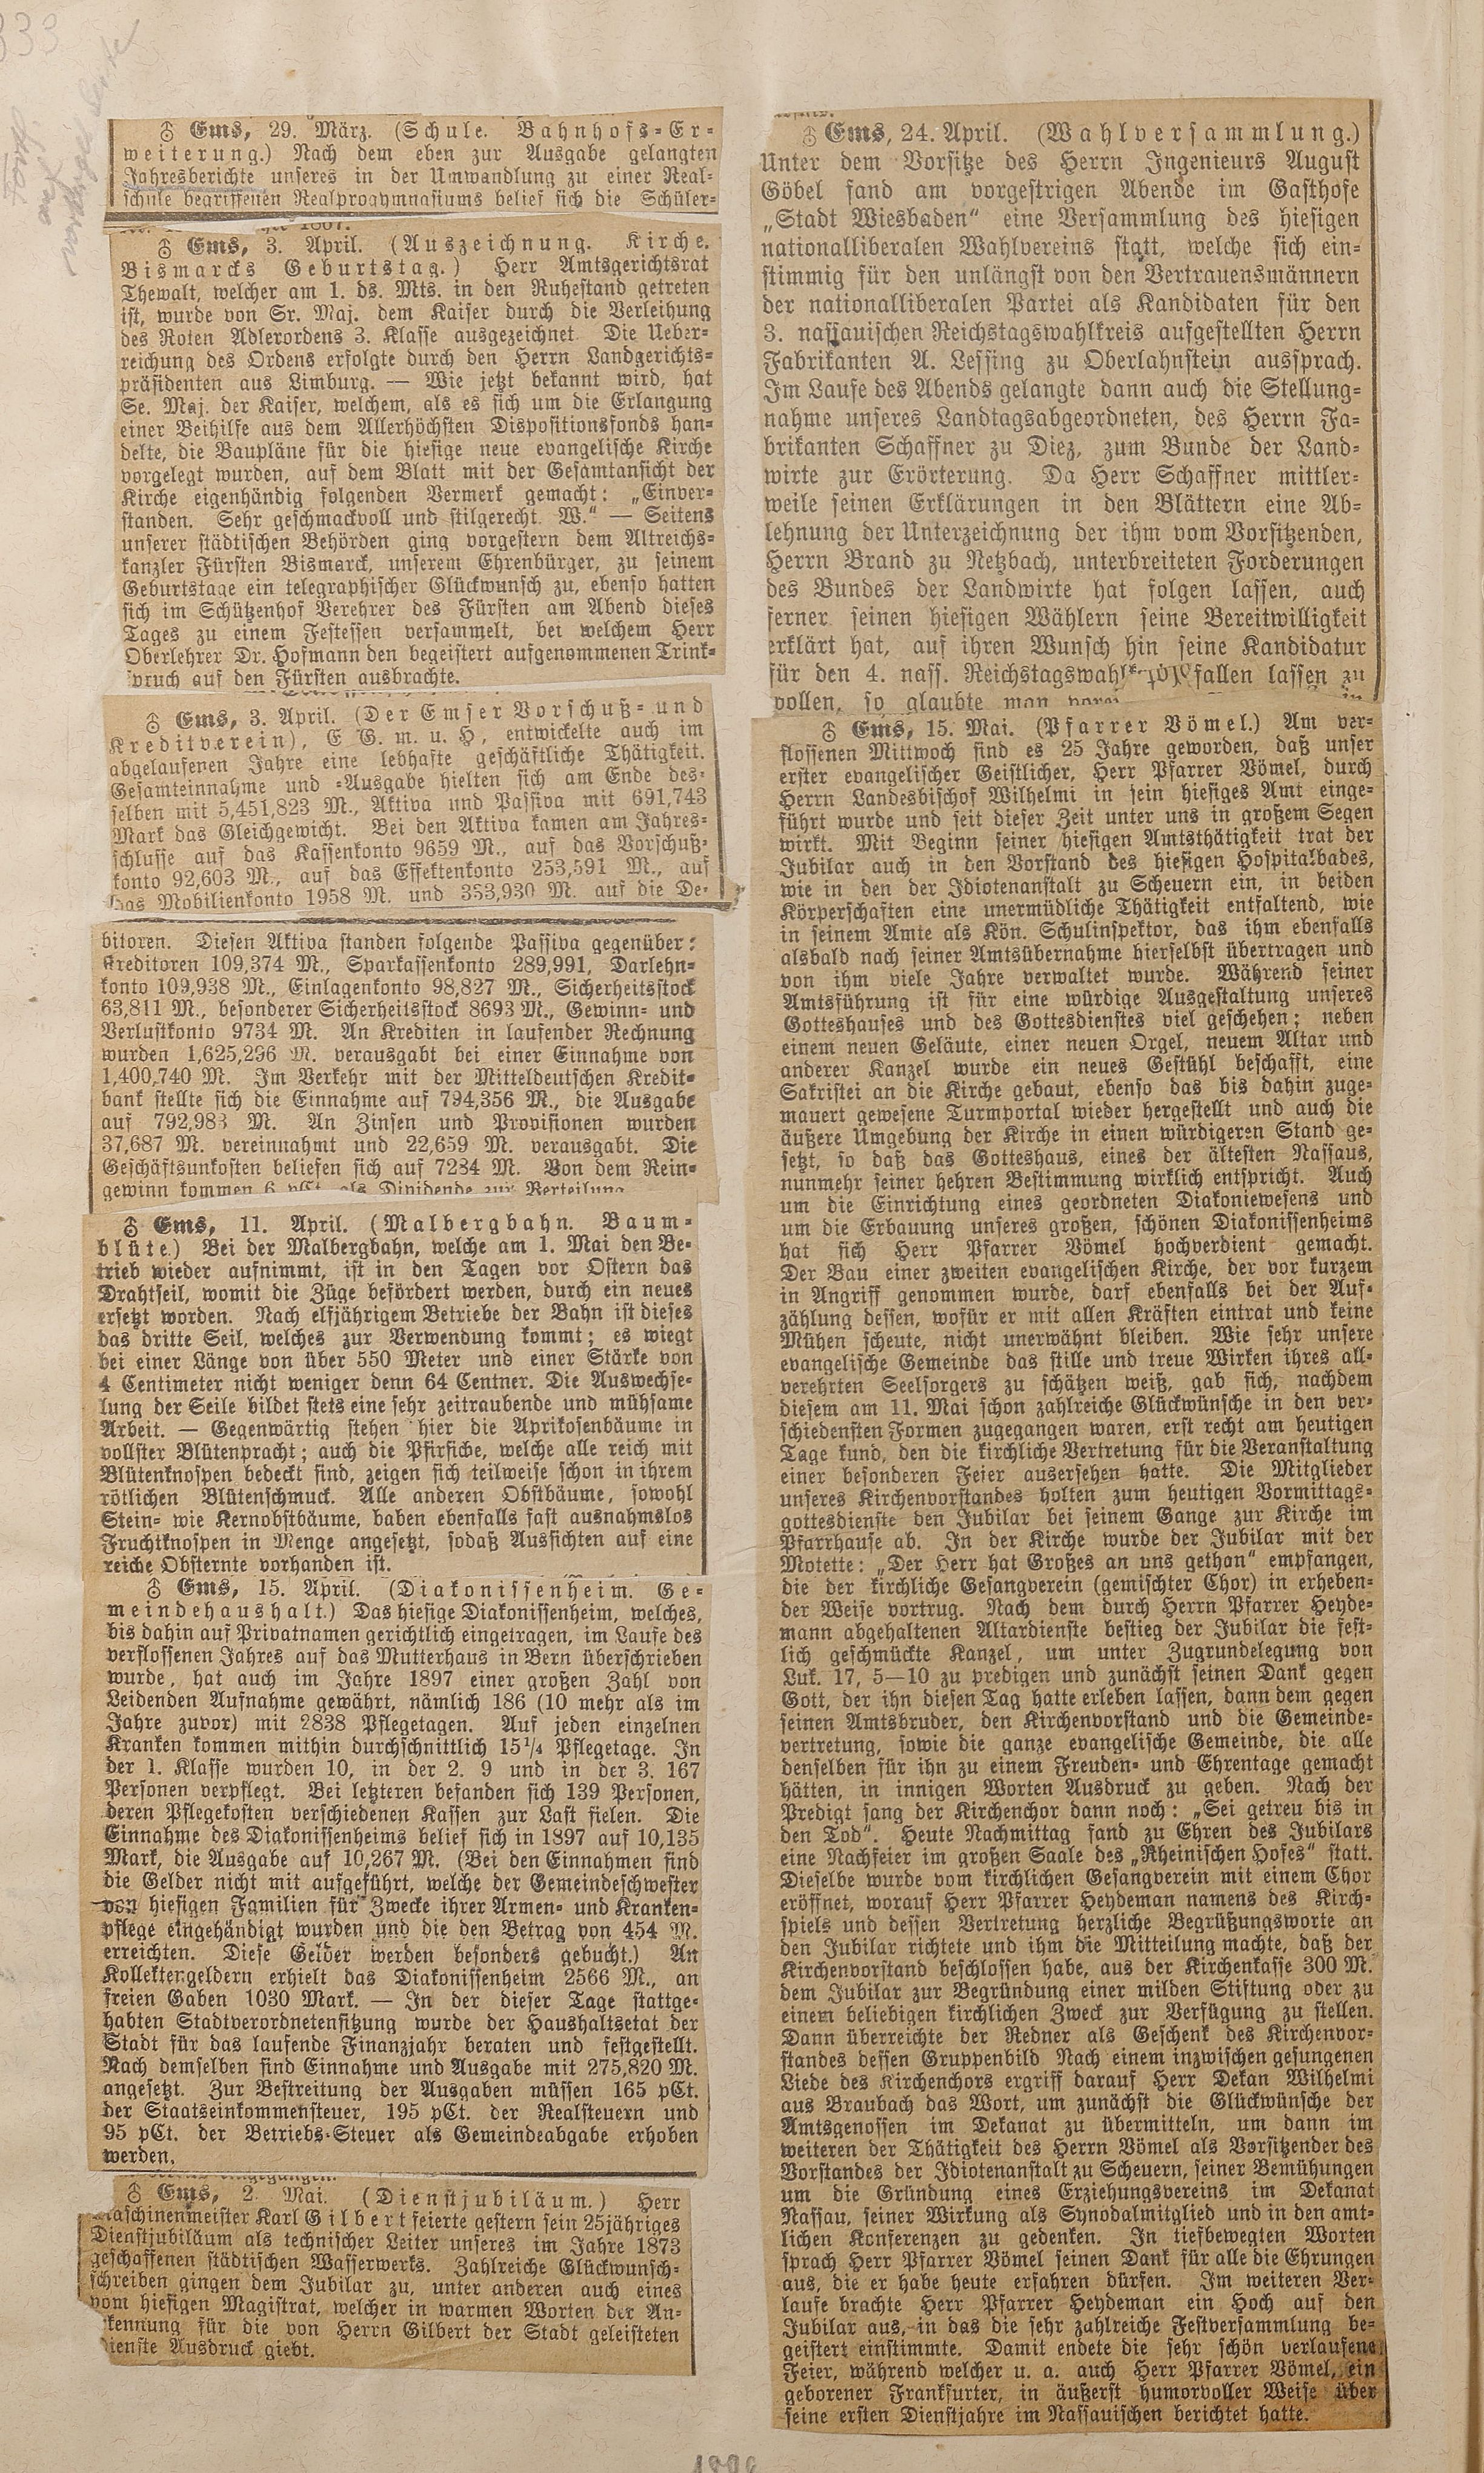 ♁ Ems, 29. März. (Schule. Bahnhofs-Er-
weiterung.) Nach dem eben zur Ausgabe gelangten
Jahresberichte unseres in der Umwandlung zu einer Real-
schule begriffenen Realprogymnasiums belief sich die Schüler-
♁ Ems, 3. April. (Auszeichnung. Kirche.
Bismarcks Geburtstag.) Herr Amtsgerichtsrat
Thewalt, welcher am 1. ds. Mts. in den Ruhestand getreten
ist, wurde von Sr. Maj. dem Kaiser durch die Verleihung
des Roten Adlerordens 3. Klasse ausgezeichnet. Die Ueber-
reichung des Ordens erfolgte durch den Herrn Landgerichts-
präsidenten aus Limburg. — Wie jetzt bekannt wird, hat
Se. Maj. der Kaiser, welchem, als es sich um die Erlangung
einer Beihilfe aus dem Allerhöchsten Dispositionsfonds han-
delte, die Baupläne für die hiesige neue evangelische Kirche
vorgelegt wurden, auf dem Blatt mit der Gesamtansicht der
Kirche eigenhändig folgenden Vermerk gemacht: „Einver-
standen. Sehr geschmackvoll und stilgerecht. W.“ — Seitens
unserer städtischen Behörden ging vorgestern dem Altreichs-
kanzler Fürsten Bismarck, unserem Ehrenbürger, zu seinem
Geburtstage ein telegraphischer Glückwunsch zu, ebenso hatten
sich im Schützenhof Verehrer des Fürsten am Abend dieses
Tages zu einem Festessen versammelt, bei welchem Herr
Oberlehrer Dr. Hofmann den begeistert aufgenommenen Trink-
spruch auf den Fürsten ausbrachte.
♁ Ems, 3. April. (Der Emser Vorschuß- und
Kreditverein), E. G. m. u. H., entwickelte auch im
abgelaufenen Jahre eine lebhafte geschäftliche Thätigkeit.
Gesamteinnahme und -Ausgabe hielten sich am Ende des-
selben mit 5,451,823 M., Aktiva und Passiva mit 691,743
Mark das Gleichgewicht. Bei den Aktiva kamen am Jahres-
schlusse auf das Kassenkonto 9659 M., auf das Vorschuß-
konto 92,603 M., auf das Effektenkonto 253,591 M., auf
das Mobilienkonto 1958 M. und 333,930 M. auf die De-
bitoren. Diesen Aktiva standen folgende Passiva gegenüber:
Kreditoren 109,374 M., Sparkassenkonto 289,991, Darlehn-
konto 109,938 M., Einlagenkonto 98,827 M., Sicherheitsstock
63,811 M., besonderer Sicherheitsstock 8693 M., Gewinn- und
Verlustkonto 9734 M. An Krediten in laufender Rechnung
wurden 1,625,296 M. verausgabt bei einer Einnahme von
1,400,740 M. Im Verkehr mit der Mitteldeutschen Kredit-
bank stellte sich die Einnahme auf 794,356 M., die Ausgabe
auf 792,983 M. An Zinsen und Provisionen wurden
37,687 M. vereinnahmt und 22,659 M. verausgabt. Die
Geschäftsunkosten beliefen sich auf 7234 M. Von dem Rein-
gewinn kommen 6 pCt. als Dividende zur Verteilung
♁ Ems, 11. April. (Malbergbahn. Baum-
blüte.) Bei der Malbergbahn, welche am 1. Mai den Be-
trieb wieder aufnimmt, ist in den Tagen vor Ostern das
Drahtseil, womit die Züge befördert werden, durch ein neues
ersetzt worden. Nach elfjährigem Betriebe der Bahn ist dieses
das dritte Seil, welches zur Verwendung kommt; es wiegt
bei einer Länge von über 550 Meter und einer Stärke von
4 Centimeter nicht weniger denn 64 Centner. Die Auswechse-
lung der Seile bildet stets eine sehr zeitraubende und mühsame
Arbeit. — Gegenwärtig stehen hier die Aprikosenbäume in
vollster Blütenpracht; auch die Pfirsiche, welche alle reich mit
Blütenknospen bedeckt sind, zeigen sich teilweise schon in ihrem
rötlichen Blütenschmuck. Alle anderen Obstbäume, sowohl
Stein- wie Kernobstbäume, haben ebenfalls fast ausnahmslos
Fruchtknospen in Menge angesetzt, sodaß Aussichten auf eine
reiche Obsternte vorhanden ist.
♁ Ems, 15. April. (Diakonissenheim. Ge-
meindehaushalt.) Das hiesige Diakonissenheim, welches,
bis dahin auf Privatnamen gerichtlich eingetragen, im Laufe des
verflossenen Jahres auf das Mutterhaus in Bern überschrieben
wurde, hat auch im Jahre 1897 einer großen Zahl von
Leidenden Aufnahme gewährt, nämlich 186 (10 mehr als im
Jahre zuvor) mit 2838 Pflegetagen. Auf jeden einzelnen
Kranken kommen mithin durchschnittlich 15¼ Pflegetage. In
der 1. Klasse wurden 10, in der 2. 9 und in der 3. 167
Personen verpflegt. Bei letzteren befanden sich 139 Personen,
deren Pflegekosten verschiedenen Kassen zur Last fielen. Die
Einnahme des Diakonissenheims belief sich in 1897 auf 10,135
Mark, die Ausgabe auf 10,267 M. (Bei den Einnahmen sind
die Gelder nicht mit aufgeführt, welche der Gemeindeschwester
von hiesigen Familien für Zwecke ihrer Armen- und Kranken-
pflege eingehändigt wurden und die den Betrag von 454 M.
erreichten. Diese Gelder werden besonders gebucht.) An
Kollektengeldern erhielt das Diakonissenheim 2566 M., an
freien Gaben 1030 Mark. — In der dieser Tage stattge-
habten Stadtverordnetensitzung wurde der Haushaltsetat der
Stadt für das laufende Finanzjahr beraten und festgestellt.
Nach demselben sind Einnahme und Ausgabe mit 275,820 M.
angesetzt. Zur Bestreitung der Ausgaben müssen 165 pCt.
der Staatseinkommensteuer, 195 pCt. der Realsteuern und
95 pCt. der Betriebs-Steuer als Gemeindeabgabe erhoben
werden.
♁ Ems, 2. Mai. (Dienstjubiläum.) Herr
Maschinenmeister Karl Gilbert feierte gestern sein 25jähriges
Dienstjubiläum als technischer Leiter unseres im Jahre 1873
geschaffenen städtischen Wasserwerks. Zahlreiche Glückwunsch-
schreiben gingen dem Jubilar zu, unter anderen auch eines
vom hiesigen Magistrat, welcher in warmen Worten der An-
kennung für die von Herrn Gilbert der Stadt geleisteten
Dienste Ausdruck giebt.
♁ Ems, 24. April. (Wahlversammlung.)
Unter dem Vorsitze des Herrn Ingenieurs August
Göbel fand am vorgestrigen Abende im Gasthofe
„Stadt Wiesbaden“ eine Versammlung des hiesigen
nationalliberalen Wahlvereins statt, welche sich ein-
stimmig für den unlängst von den Vertrauensmännern
der nationalliberalen Partei als Kandidaten für den
3. nassauischen Reichstagswahlkreis aufgestellten Herrn
Fabrikanten A. Lessing zu Oberlahnstein aussprach.
Im Laufe des Abends gelangte dann auch die Stellung-
nahme unseres Landtagsabgeordneten, des Herrn Fa-
brikanten Schaffner zu Diez, zum Bunde der Land-
wirte zur Erörterung. Da Herr Schaffner mittler-
weile seinen Erklärungen in den Blättern eine Ab-
lehnung der Unterzeichnung der ihm vom Vorsitzenden,
Herrn Brand zu Netzbach, unterbreiteten Forderungen
des Bundes der Landwirte hat folgen lassen, auch
ferner seinen hiesigen Wählern seine Bereitwilligkeit
erklärt hat, auf ihren Wunsch hin seine Kandidatur
für den 4. nass. Reichstagswahlkreis fallen lassen zu
wollen, so glaubte man
♁ Ems, 15. Mai. (Pfarrer Vömel.) Am ver-
flossenen Mittwoch sind es 25 Jahre geworden, daß unser
erster evangelischer Geistlicher, Herr Pfarrer Vömel, durch
Herrn Landesbischof Wilhelmi in sein hiesiges Amt einge-
führt wurde und seit dieser Zeit unter uns in großem Segen
wirkt. Mit Beginn seiner hiesigen Amtsthätigkeit trat der
Jubilar auch in den Vorstand des hiesigen Hospitalbades,
wie in den der Idiotenanstalt zu Scheuern ein, in beiden
Körperschaften eine unermüdliche Thätigkeit entfaltend, wie
in seinem Amte als Kön. Schulinspektor, das ihm ebenfalls
alsbald nach seiner Amtsübernahme hierselbst übertragen und
von ihm viele Jahre verwaltet wurde. Während seiner
Amtsführung ist für eine würdige Ausgestaltung unseres
Gotteshauses und des Gottesdienstes viel geschehen; neben
einem neuen Geläute, einer neuen Orgel, neuem Altar und
anderer Kanzel wurde ein neues Gestühl beschafft, eine
Sakristei an die Kirche gebaut, ebenso das bis dahin zuge-
mauert gewesene Turmportal wieder hergestellt und auch die
äußere Umgebung der Kirche in einen würdigeren Stand ge-
setzt, so daß das Gotteshaus, eines der ältesten Nassaus,
nunmehr seiner hehren Bestimmung wirklich entspricht. Auch
um die Einrichtung eines geordneten Diakoniewesens und
um die Erbauung unseres großen, schönen Diakonissenheims
hat sich Herr Pfarrer Vömel hochverdient gemacht.
Der Bau einer zweiten evangelischen Kirche, der vor kurzem
in Angriff genommen wurde, darf ebenfalls bei der Auf-
zählung dessen, wofür er mit allen Kräften eintrat und keine
Mühen scheute, nicht unerwähnt bleiben. Wie sehr unsere
evangelische Gemeinde das stille und treue Wirken ihres all-
verehrten Seelsorgers zu schätzen weiß, gab sich, nachdem
diesem am 11. Mai schon zahlreiche Glückwünsche in den ver-
schiedensten Formen zugegangen waren, erst recht am heutigen
Tage kund, den die kirchliche Vertretung für die Veranstaltung
einer besonderen Feier ausersehen hatte. Die Mitglieder
unseres Kirchenvorstandes holten zum heutigen Vormittags-
gottesdienste den Jubilar bei seinem Gange zur Kirche im
Pfarrhause ab. In der Kirche wurde der Jubilar mit der
Motette: „Der Herr hat Großes an uns gethan“ empfangen,
die der kirchliche Gesangverein (gemischter Chor) in erheben-
der Weise vortrug. Nach dem durch Herrn Pfarrer Heyde-
mann abgehaltenen Altardienste bestieg der Jubilar die fest-
lich geschmückte Kanzel, um unter Zugrundelegung von
Luk. 17, 5—10 zu predigen und zunächst seinen Dank gegen
Gott, der ihn diesen Tag hatte erleben lassen, dann dem gegen
seinen Amtsbruder, den Kirchenvorstand und die Gemeinde-
vertretung, sowie die ganze evangelische Gemeinde, die alle
denselben für ihn zu einem Freuden- und Ehrentage gemacht
hätten, in innigen Worten Ausdruck zu geben. Nach der
Predigt sang der Kirchenchor dann noch: „Sei getreu bis in
den Tod“. Heute Nachmittag fand zu Ehren des Jubilars
eine Nachfeier im großen Saale des „Rheinischen Hofes“ statt.
Dieselbe wurde vom kirchlichen Gesangverein mit einem Chor
eröffnet, worauf Herr Pfarrer Heydeman namens des Kirch-
spiels und dessen Vertretung herzliche Begrüßungsworte an
den Jubilar richtete und ihm die Mitteilung machte, daß der
Kirchenvorstand beschlossen habe, aus der Kirchenkasse 300 M.
dem Jubilar zur Begründung einer milden Stiftung oder zu
einem beliebigen kirchlichen Zweck zur Verfügung zu stellen.
Dann überreichte der Redner als Geschenk des Kirchenvor-
standes dessen Gruppenbild Nach einem inzwischen gesungenen
Liede des Kirchenchors ergriff darauf Herr Dekan Wilhelmi
aus Braubach das Wort, um zunächst die Glückwünsche der
Amtsgenossen im Dekanat zu übermitteln, um dann im
weiteren der Thätigkeit des Herrn Vömel als Vorsitzender des
Vorstandes der Idiotenanstalt zu Scheuern, seiner Bemühungen
um die Gründung eines Erziehungsvereins im Dekanat
Nassau, seiner Wirkung als Synodalmitglied und in den amt-
lichen Konferenzen zu gedenken. In tiefbewegten Worten
sprach Herr Pfarrer Vömel seinen Dank für alle die Ehrungen
aus, die er habe heute erfahren dürfen. Im weiteren Ver-
laufe brachte Herr Pfarrer Heydeman ein Hoch auf den
Jubilar aus, in das die sehr zahlreiche Festversammlung be-
geistert einstimmte. Damit endete die sehr schön verlaufene
Feier, während welcher u. a. auch Herr Pfarrer Vömel, ein
geborener Frankfurter, in äußerst humorvoller Weise über
seine ersten Dienstjahre im Nassauischen berichtet hatte.